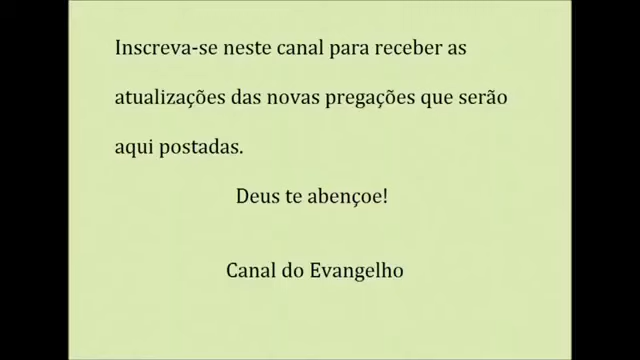 Inscreva-se neste canal para receber as
atualizações das novas pregações que serão
aqui postadas.
Deus te abençoe!
Canal do Evangelho